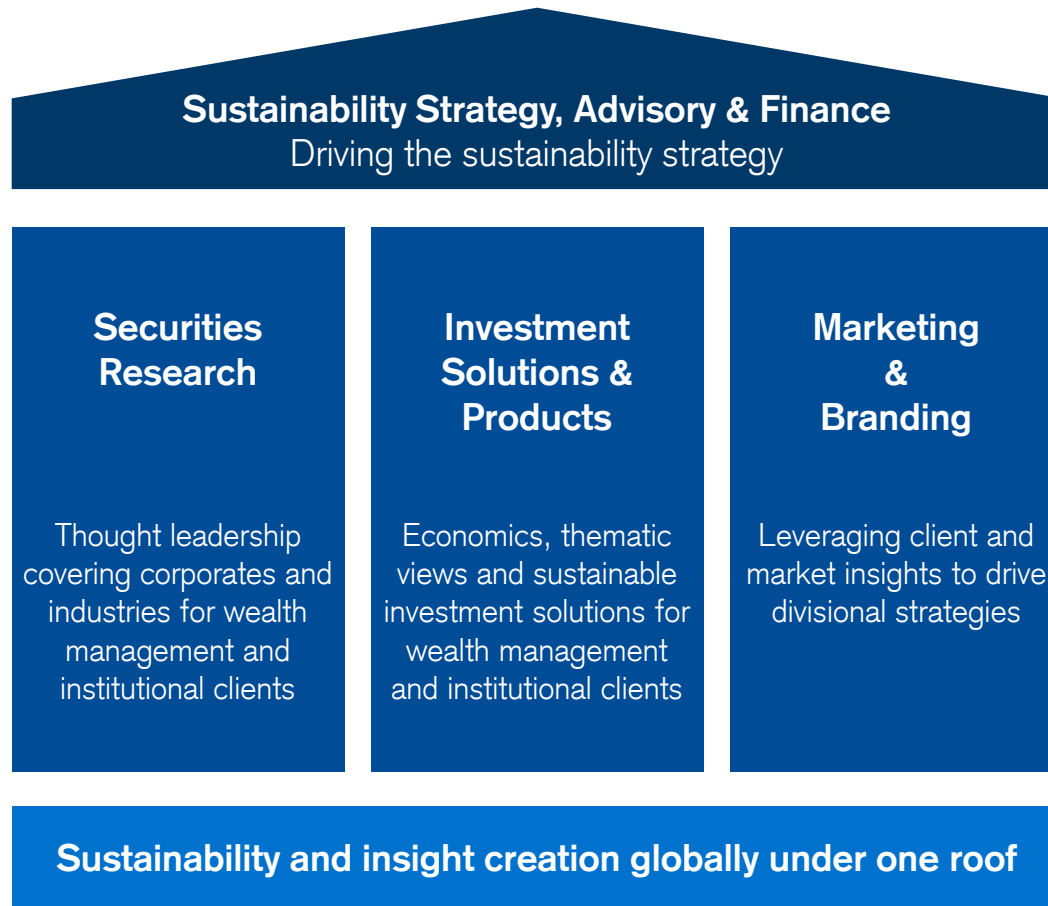 Sustainability Strategy, Advisory & Finance
Driving the sustainability strategy
Securities
Research
Thought leadership
covering corporates and
industries for wealth
management and
institutional clients
Investment
Solutions &
Products
Economics, thematic
views and sustainable
investment solutions for
wealth management
and institutional clients
Marketing
&
Branding
Leveraging client and
market insights to drive
divisional strategies
Sustainability and insight creation globally under one roof